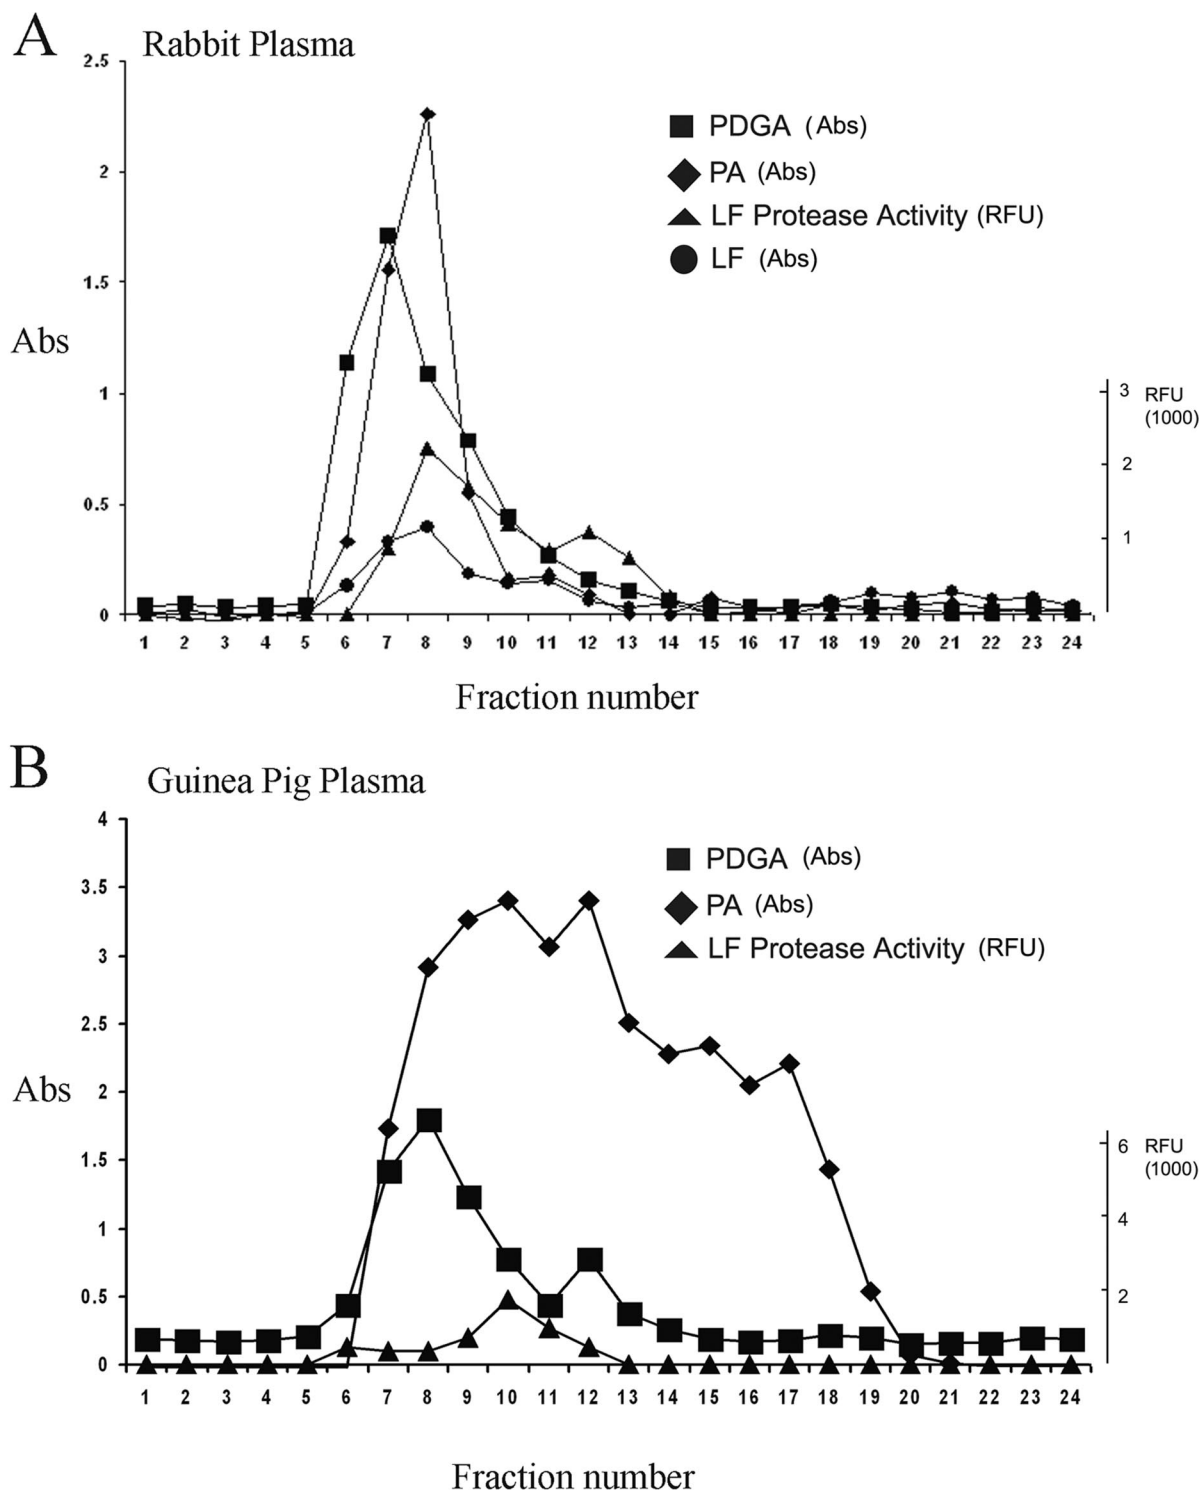 A
Rabbit Plasma
2.5
2
1.5
1
0.5
0
Abs
PDGA (Abs)
PA (Abs)
LF Protease Activity (RFU)
LF (Abs)
3
2
1
RFU
(1000)
1 2 3 4 5 6 7 8 9 10 11 12 13 14 15 16 17 18 19 20 21 22 23 24
Fraction number
B
Guinea Pig Plasma
4
3.5
3
2.5
2
1.5
1
0.5
0
Abs
PDGA (Abs)
PA (Abs)
LF Protease Activity (RFU)
6
4
2
RFU
(1000)
1 2 3 4 5 6 7 8 9 10 11 12 13 14 15 16 17 18 19 20 21 22 23 24
Fraction number